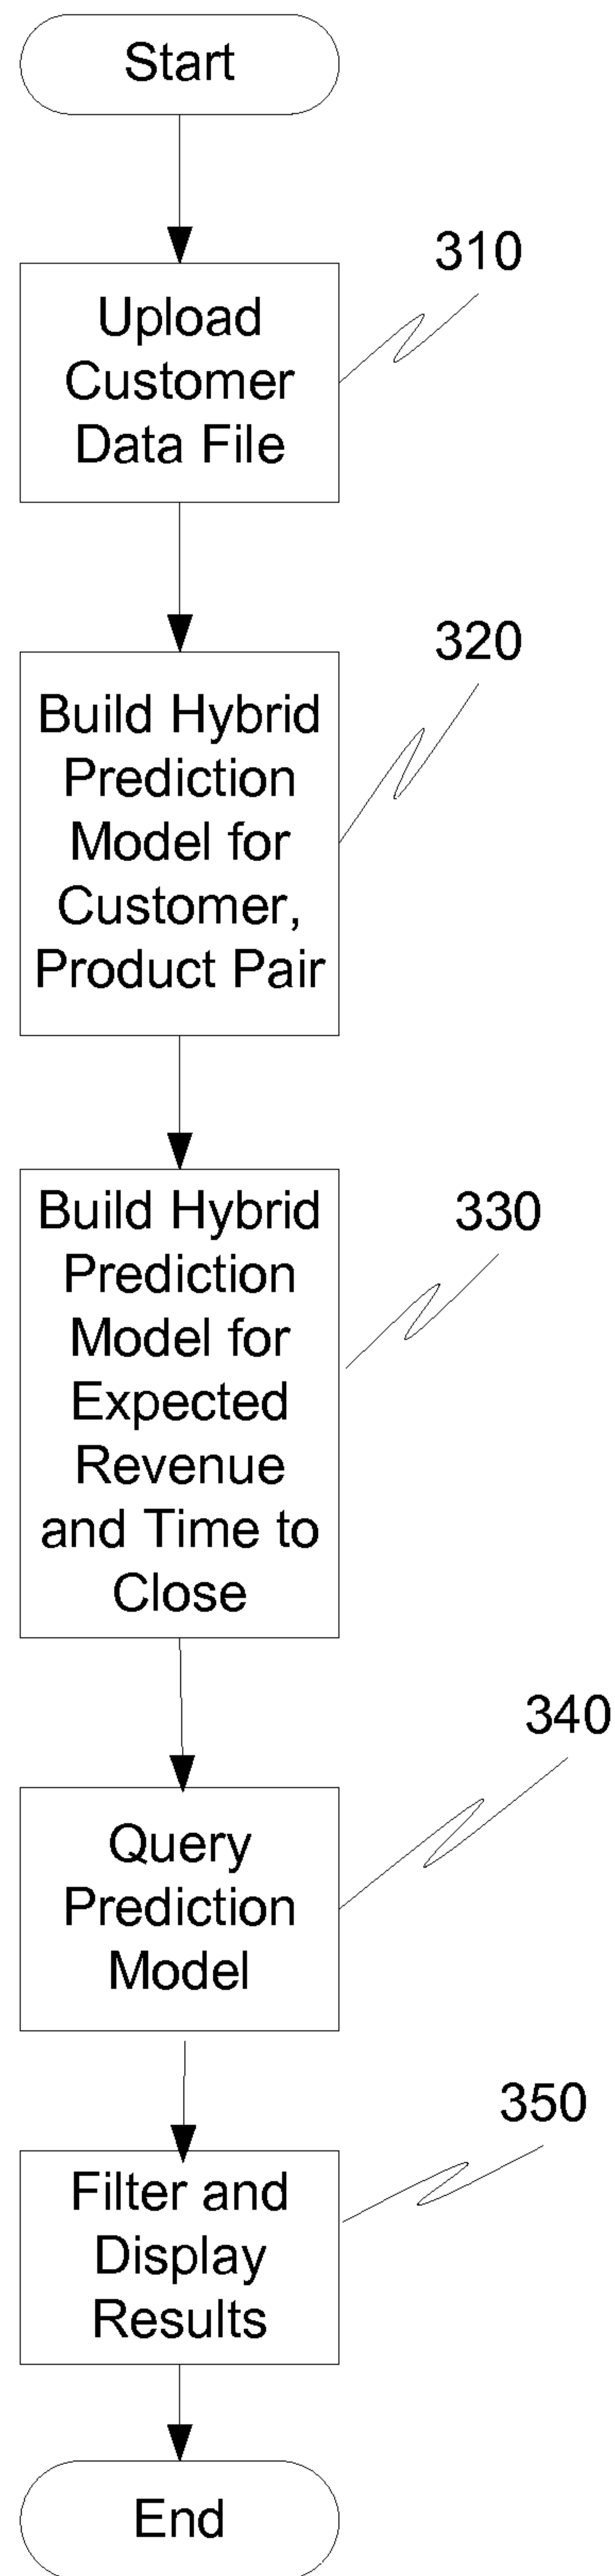 Start
310
Upload
Customer
Data File
320
Build Hybrid
Prediction
Model for
Customer,
Product Pair
330
Build Hybrid
Prediction
Model for
Expected
Revenue
and Time to
Close
340
Query
Prediction
Model
350
Filter and
Display
Results
End